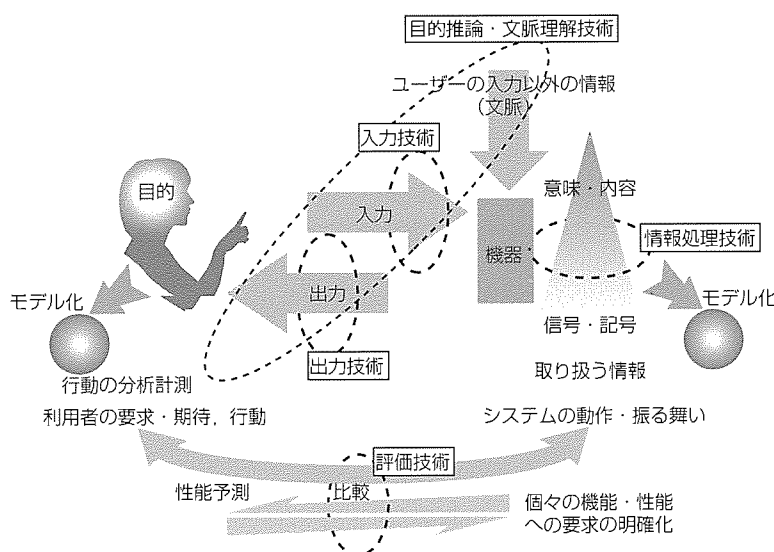 目的推論・文脈理解技術
ユーザーの入力以外の情報
（文脈）
入力技術
目的
入力
意味・内容
機器
情報処理技術
出力
モデル化
モデル化
信号・記号
出力技術
取り扱う情報
行動の分析計測
利用者の要求・期待，行動
システムの動作・振る舞い
評価技術
性能予測
比較
個々の機能・性能
への要求の明確化